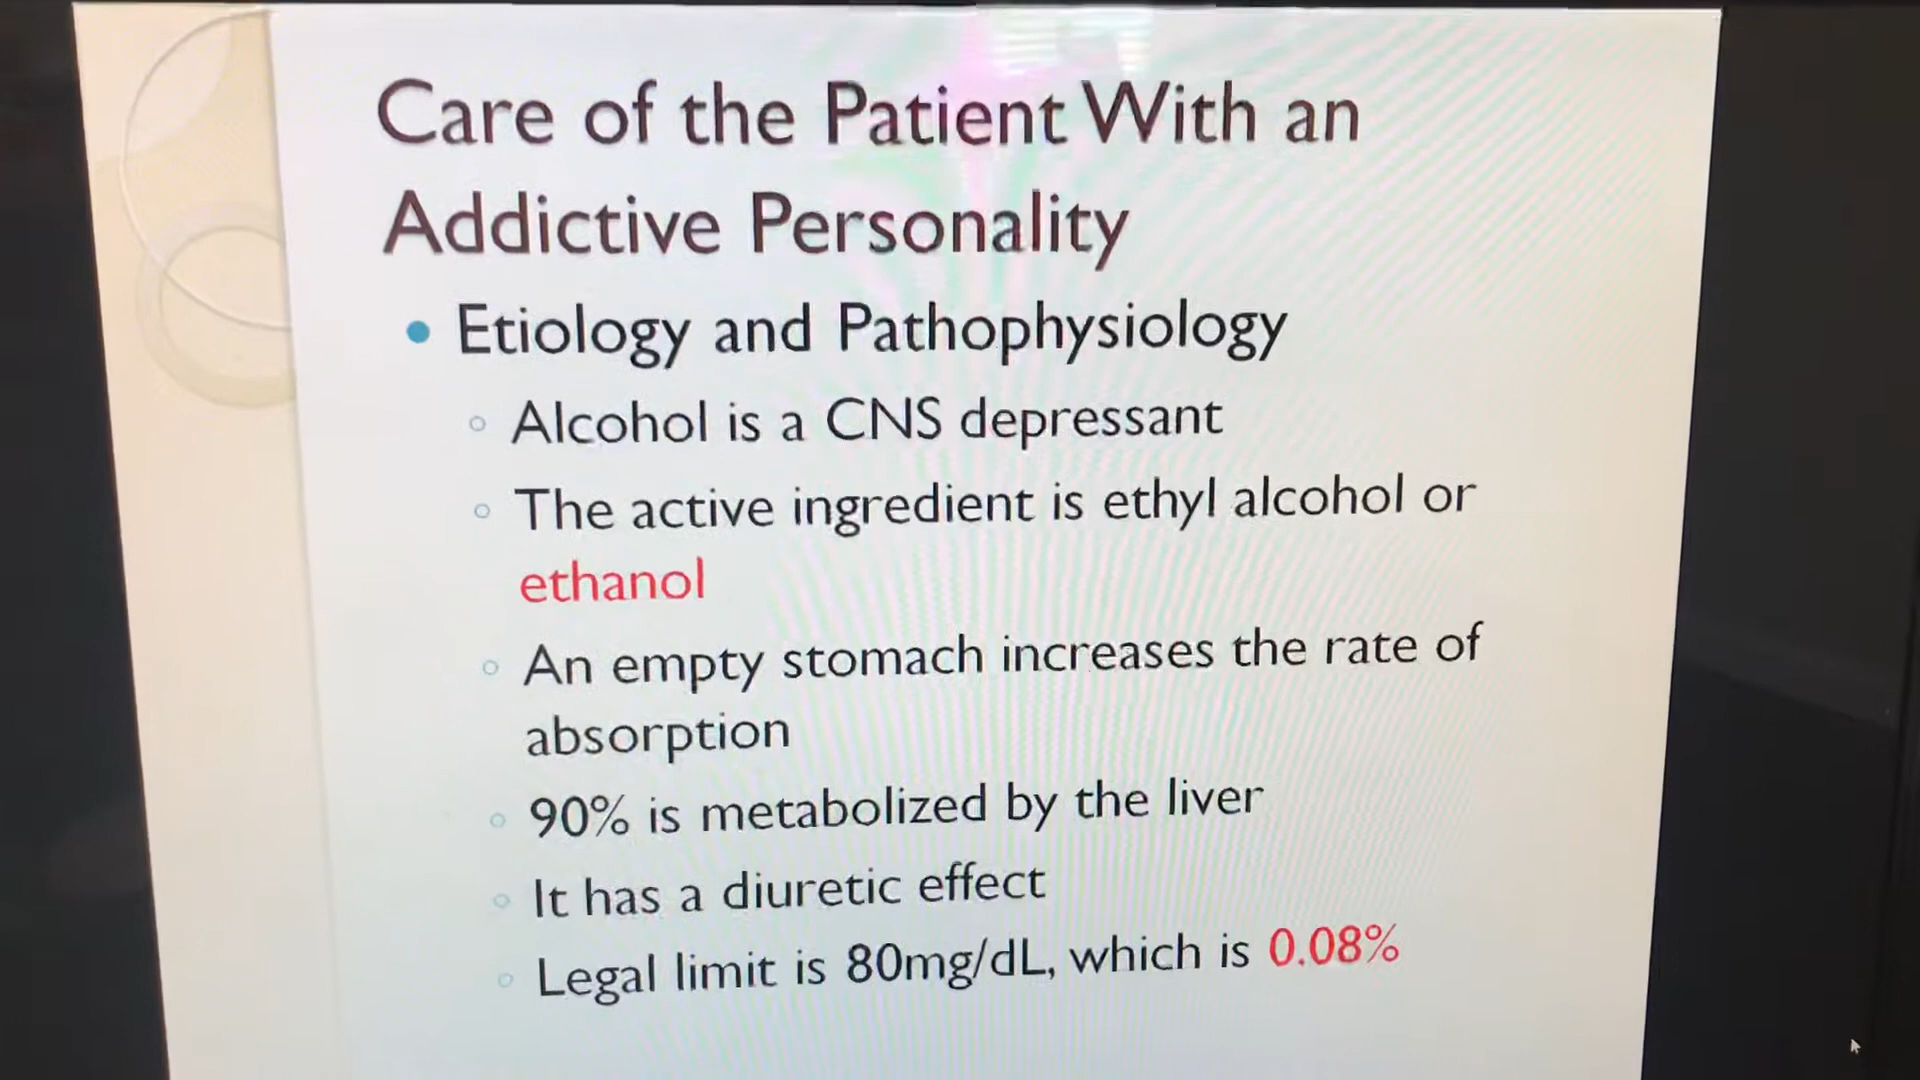 Care of the Patient With an
Addictive Personality
• Etiology and Pathophysiology
◦ Alcohol is a CNS depressant
◦ The active ingredient is ethyl alcohol or
ethanol
◦ An empty stomach increases the rate of
absorption
◦ 90% is metabolized by the liver
◦ It has a diuretic effect
◦ Legal limit is 80mg/dL, which is 0.08%